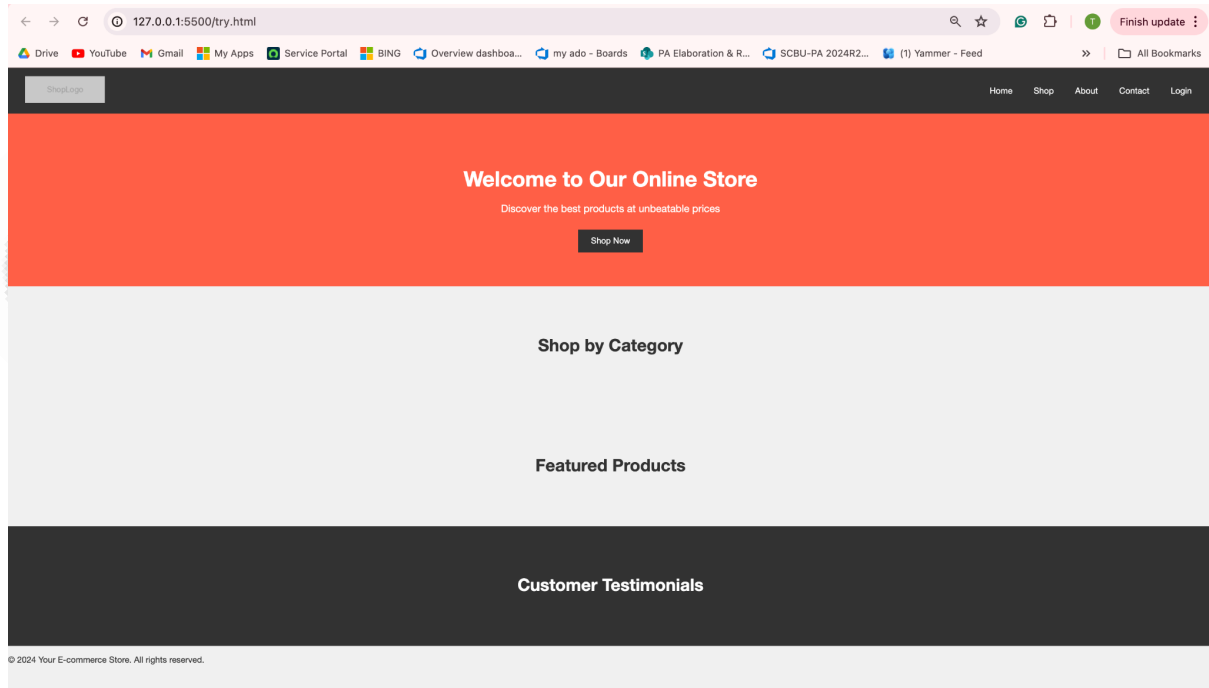 127.0.0.1:5500/try.html
G
T
Finish update
Drive YouTube Gmail My Apps Service Portal BING Overview dashboa... my ado - Boards PA Elaboration & R... SCBU-PA 2024R2... (1) Yammer - Feed » All Bookmarks
ShopLogo
Home Shop About Contact Login
Welcome to Our Online Store
Discover the best products at unbeatable prices
Shop Now
Shop by Category
Featured Products
Customer Testimonials
© 2024 Your E-commerce Store. All rights reserved.